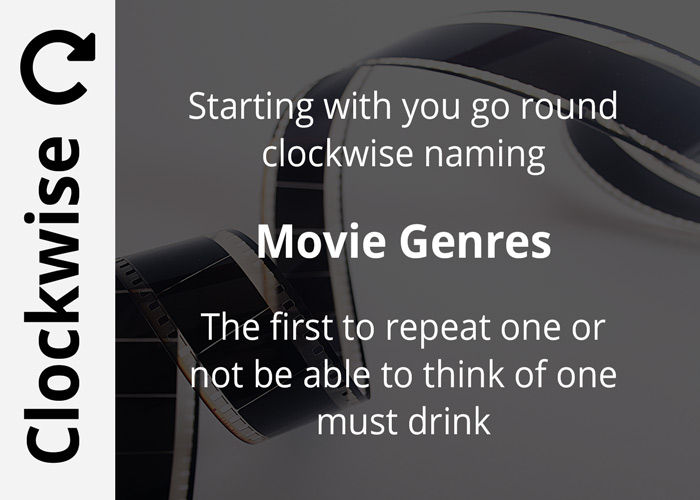 Clockwise
Starting with you go round
clockwise naming
Movie Genres
The first to repeat one or
not be able to think of one
must drink